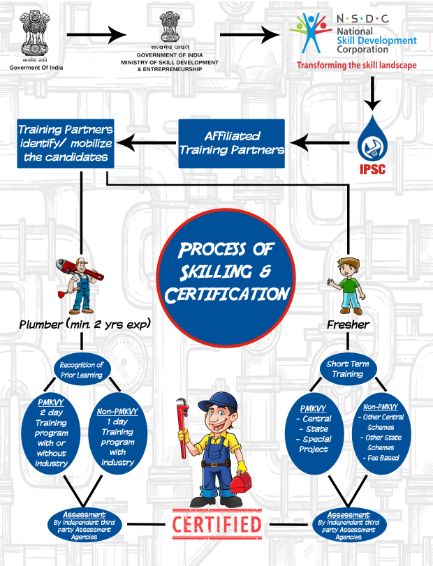 N·S·D·C
National
Skill Development
Corporation
Transforming the skill landscape
सत्यमेव जयते
Goverment Of India
सत्यमेव जयते
GOVERNMENT OF INDIA
MINISTRY OF SKILL DEVELOPMENT
& ENTREPRENEURSHIP
IPSC
Affiliated
Training Partners
Training Partners
identify/ mobilize
the candidates
Process of
Skilling &
Certification
Plumber (min. 2 yrs exp)
Fresher
Recognition of
Prior Learning
Short Term
Training
PMKVY
2 day
Training
program
with or
without
industry
Non-PMKVY
1 day
Training
program
with
industry
PMKVY
- Central
- State
- Special
Project
Non-PMKVY
- Other Central
Schemes
- Other State
Schemes
- Fee Based
Assessment
By independent third
party Assessment
Agencies
CERTIFIED
Assessment
By independent third
party Assessment
Agencies